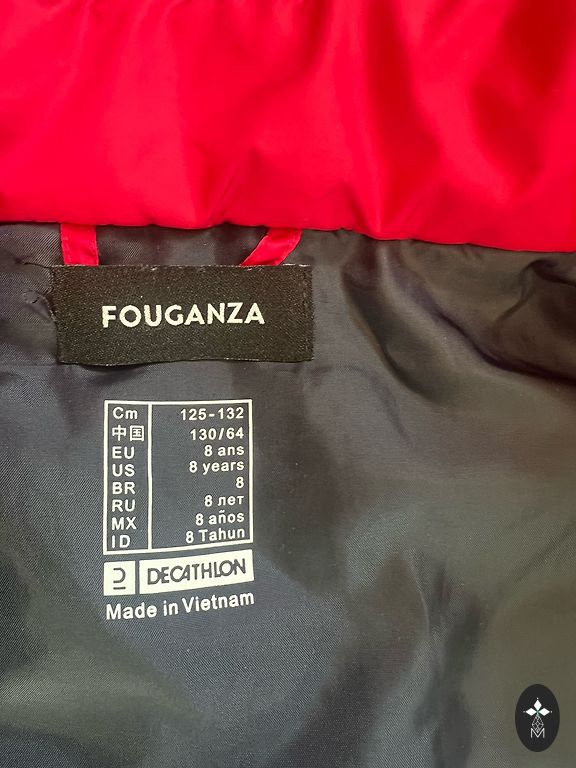 FOUGANZA
Cm 125-132
中国 130/64
EU 8 ans
US 8 years
BR 8
RU 8 лет
MX 8 años
ID 8 Tahun
DECATHLON
Made in Vietnam
M